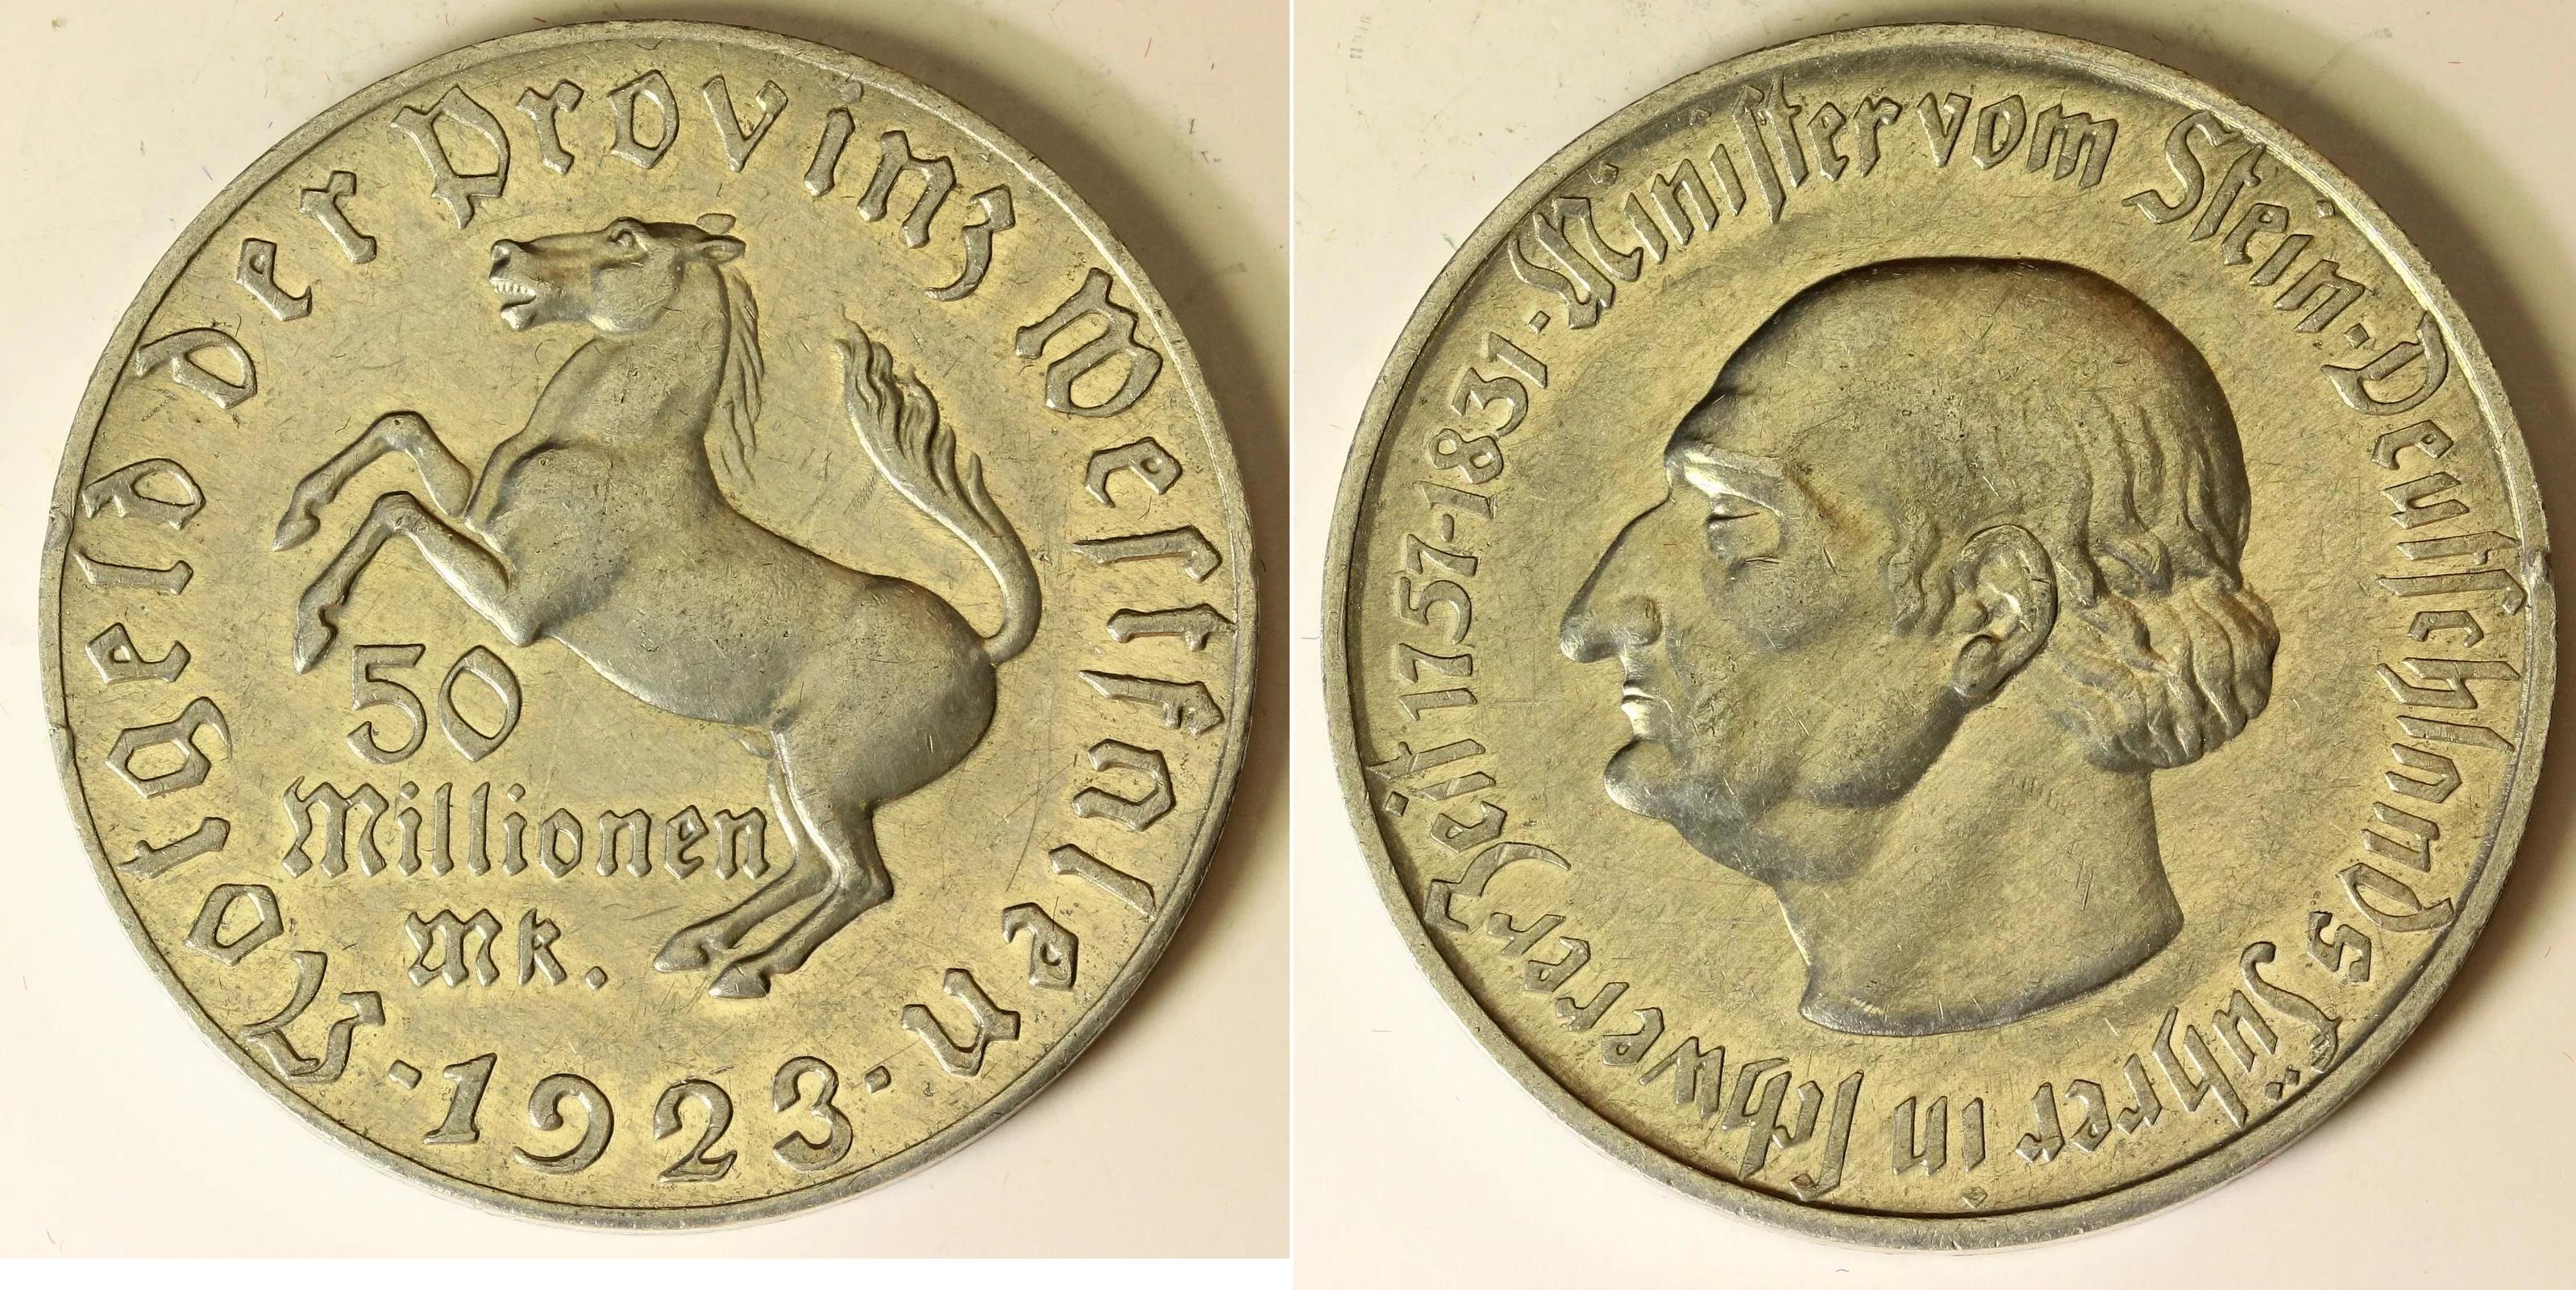 Notgeld der Provinz Westfalen
50
Millionen
Mk.
·1923·
Minister vom Stein·Deutschlands Führer in schwerer Zeit 1757-1831·